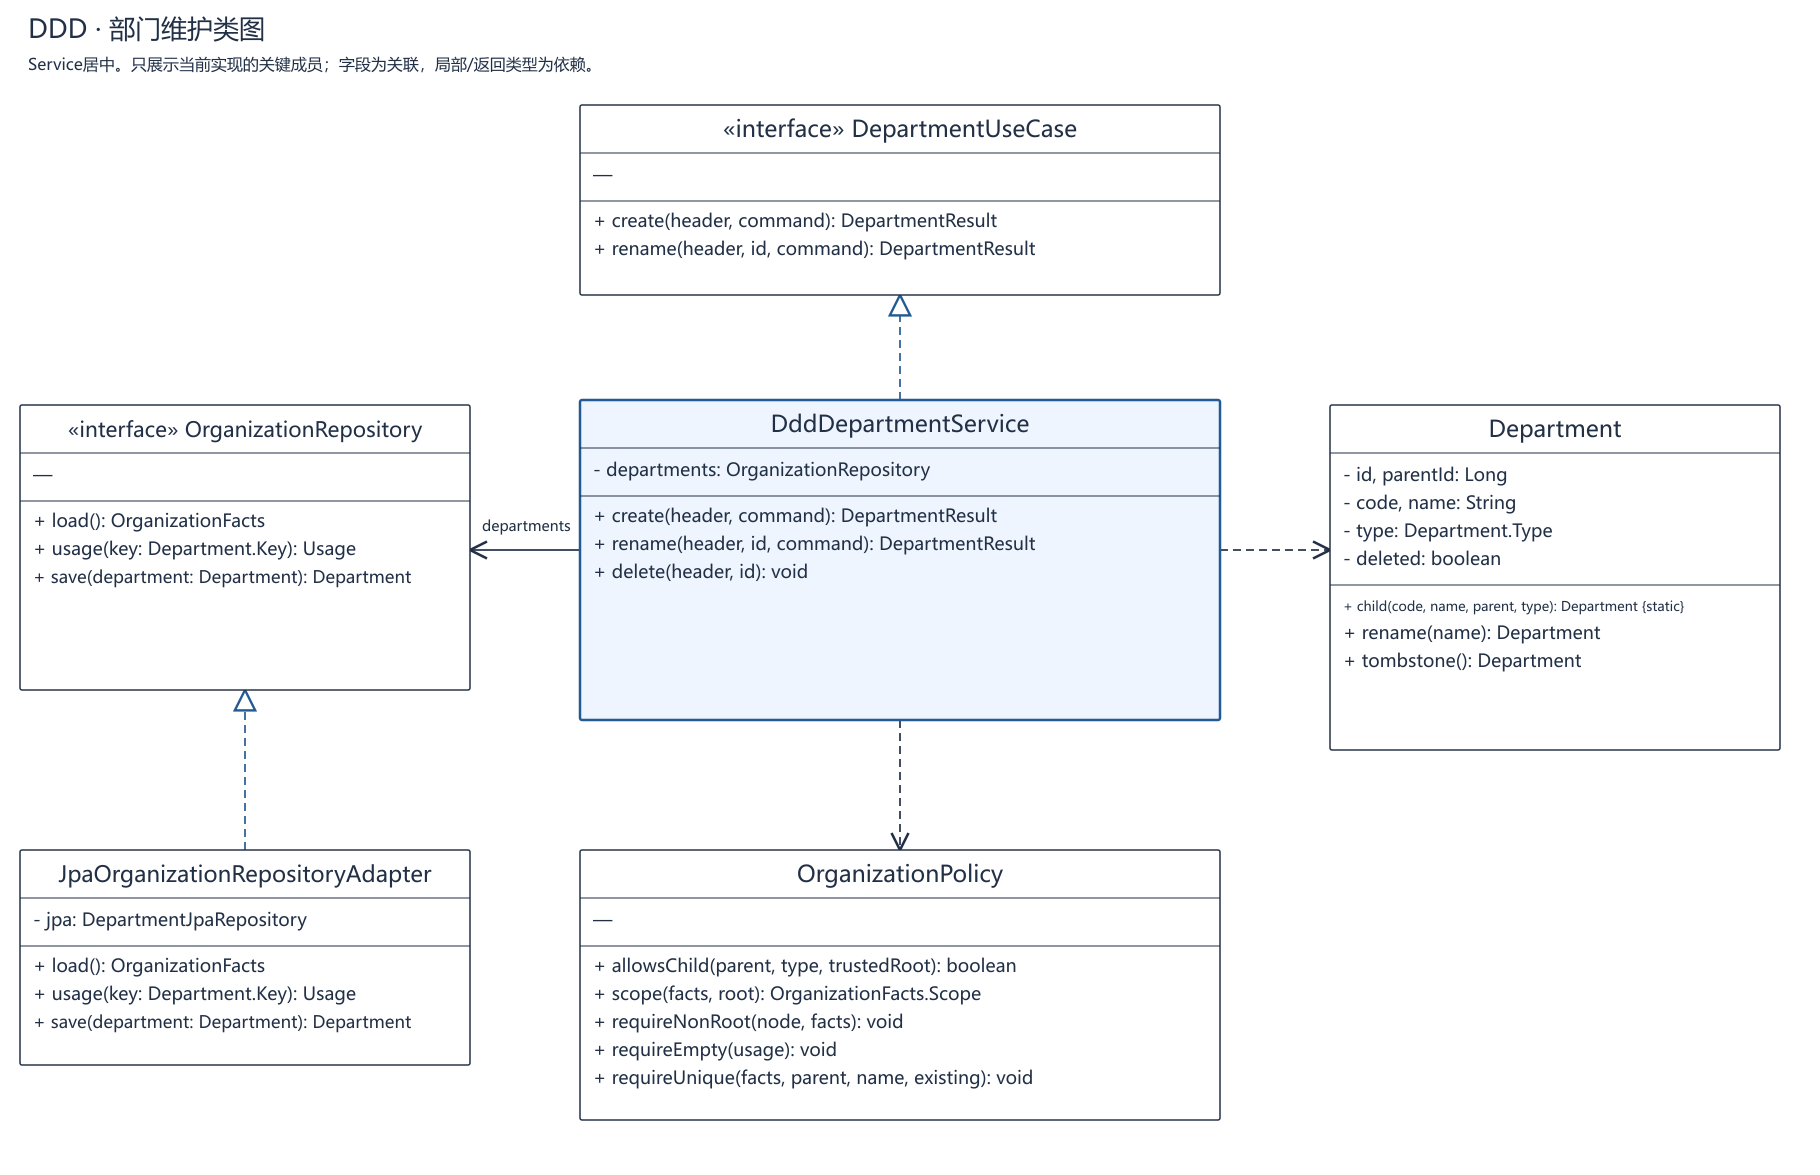 DDD · 部门维护类图
Service居中。只展示当前实现的关键成员；字段为关联，局部/返回类型为依赖。
«interface» DepartmentUseCase
—
+ create(header, command): DepartmentResult
+ rename(header, id, command): DepartmentResult
«interface» OrganizationRepository
—
+ load(): OrganizationFacts
+ usage(key: Department.Key): Usage
+ save(department: Department): Department
departments
DddDepartmentService
- departments: OrganizationRepository
+ create(header, command): DepartmentResult
+ rename(header, id, command): DepartmentResult
+ delete(header, id): void
Department
- id, parentId: Long
- code, name: String
- type: Department.Type
- deleted: boolean
+ child(code, name, parent, type): Department {static}
+ rename(name): Department
+ tombstone(): Department
JpaOrganizationRepositoryAdapter
- jpa: DepartmentJpaRepository
+ load(): OrganizationFacts
+ usage(key: Department.Key): Usage
+ save(department: Department): Department
OrganizationPolicy
—
+ allowsChild(parent, type, trustedRoot): boolean
+ scope(facts, root): OrganizationFacts.Scope
+ requireNonRoot(node, facts): void
+ requireEmpty(usage): void
+ requireUnique(facts, parent, name, existing): void